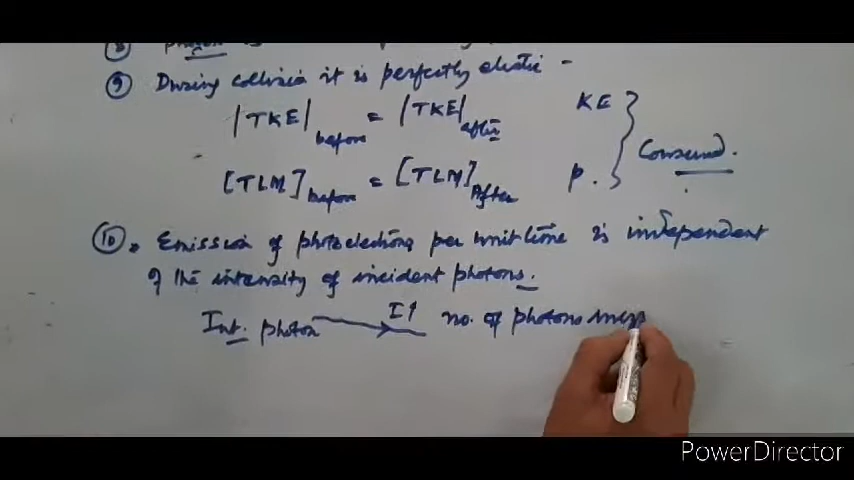 ⑨ During collision it is perfectly elastic -
|TKE|before = |TKE|after KE
[TLM]before = [TLM]After P. Conserved.
⑩. Emission of photoelectrons per unit time is independent
of the intensity of incident photons.
Int. photon → I↑ no. of photons incr
PowerDirector